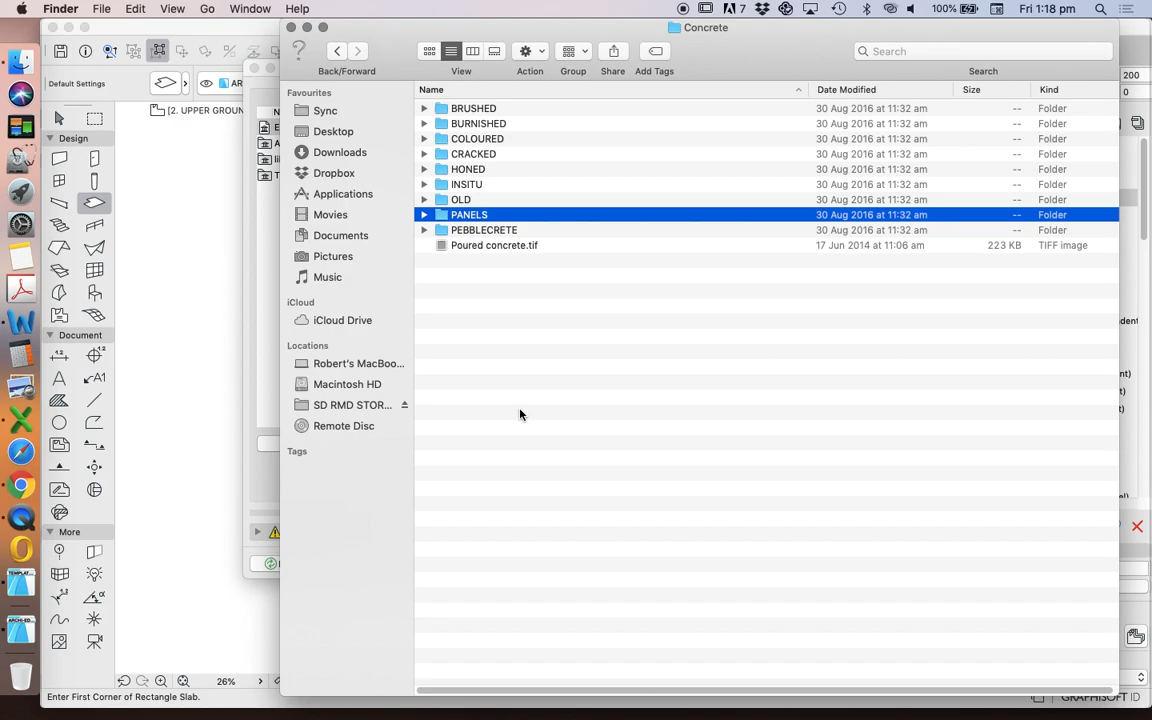 Finder File Edit View Go Window Help
7 100% Fri 1:18 pm
Concrete
Search
Back/Forward View Action Group Share Add Tags Search
Default Settings
200
0
[2. UPPER GROUN
Favourites
Sync
Desktop
Downloads
Dropbox
Applications
Movies
Documents
Pictures
Music
iCloud
iCloud Drive
Locations
Robert's MacBoo...
Macintosh HD
SD RMD STOR...
Remote Disc
Tags
Name Date Modified Size Kind
BRUSHED 30 Aug 2016 at 11:32 am -- Folder
BURNISHED 30 Aug 2016 at 11:32 am -- Folder
COLOURED 30 Aug 2016 at 11:32 am -- Folder
CRACKED 30 Aug 2016 at 11:32 am -- Folder
HONED 30 Aug 2016 at 11:32 am -- Folder
INSITU 30 Aug 2016 at 11:32 am -- Folder
OLD 30 Aug 2016 at 11:32 am -- Folder
PANELS 30 Aug 2016 at 11:32 am -- Folder
PEBBLECRETE 30 Aug 2016 at 11:32 am -- Folder
Poured concrete.tif 17 Jun 2014 at 11:06 am 223 KB TIFF image
Design
Document
More
26%
Enter First Corner of Rectangle Slab.
GRAPHISOFT ID